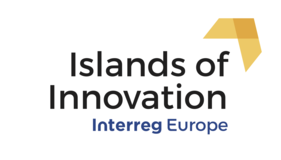 Islands of
Innovation
Interreg Europe